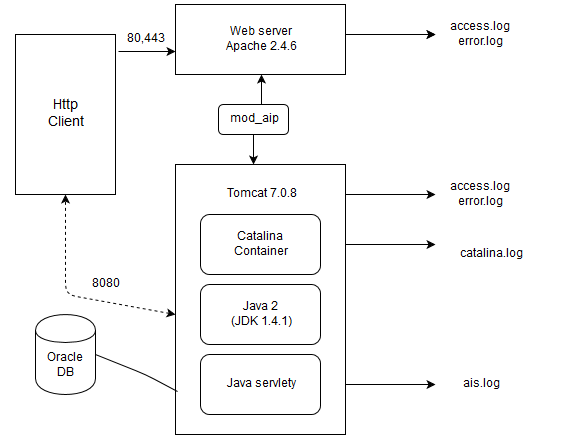 80,443
Web server
Apache 2.4.6
access.log
error.log
Http
Client
mod_aip
Tomcat 7.0.8
access.log
error.log
Catalina
Container
catalina.log
8080
Java 2
(JDK 1.4.1)
Oracle
DB
Java servlety
ais.log